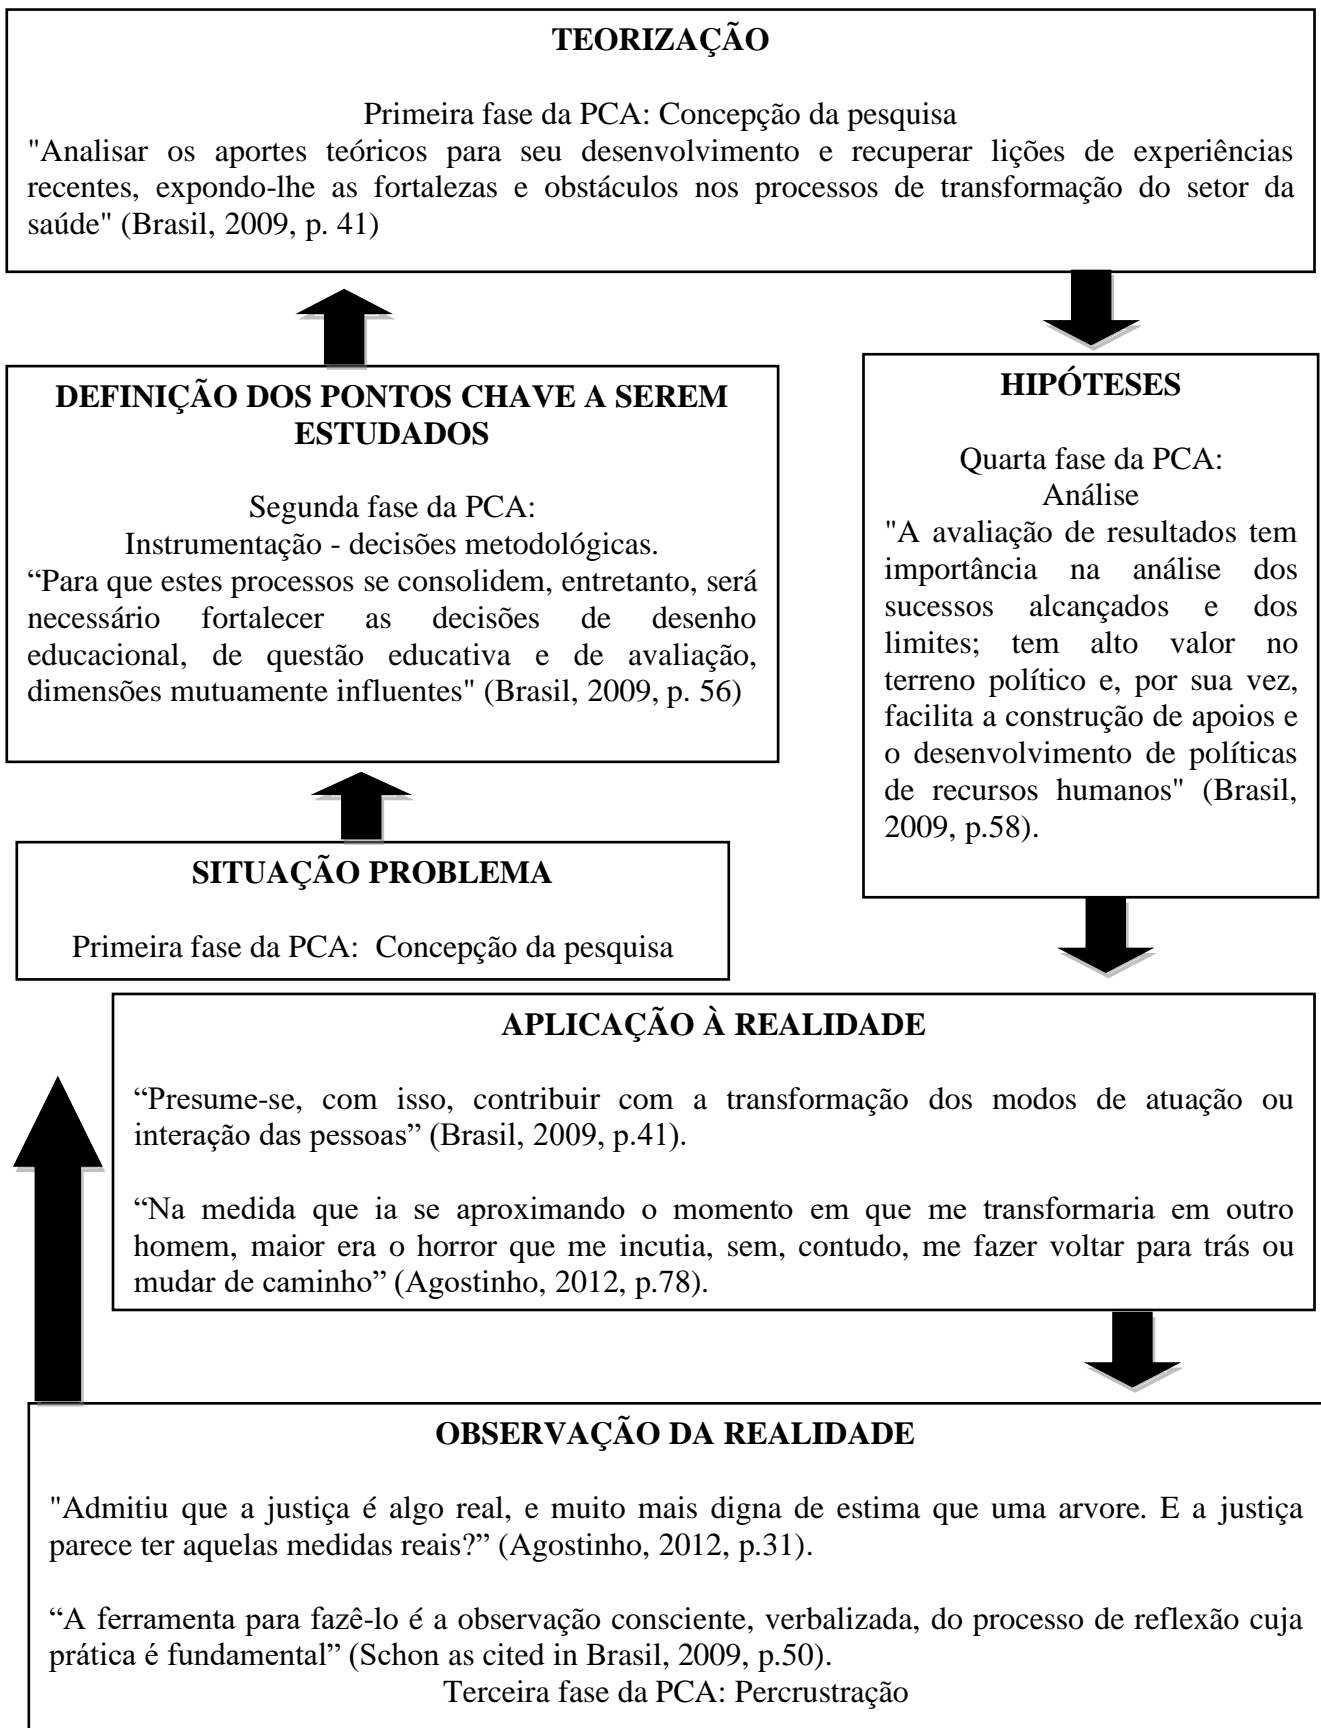 TEORIZAÇÃO
Primeira fase da PCA: Concepção da pesquisa
"Analisar os aportes teóricos para seu desenvolvimento e recuperar lições de experiências
recentes, expondo-lhe as fortalezas e obstáculos nos processos de transformação do setor da
saúde" (Brasil, 2009, p. 41)
DEFINIÇÃO DOS PONTOS CHAVE A SEREM
ESTUDADOS
Segunda fase da PCA:
Instrumentação - decisões metodológicas.
“Para que estes processos se consolidem, entretanto, será
necessário fortalecer as decisões de desenho
educacional, de questão educativa e de avaliação,
dimensões mutuamente influentes" (Brasil, 2009, p. 56)
HIPÓTESES
Quarta fase da PCA:
Análise
"A avaliação de resultados tem
importância na análise dos
sucessos alcançados e dos
limites; tem alto valor no
terreno político e, por sua vez,
facilita a construção de apoios e
o desenvolvimento de políticas
de recursos humanos" (Brasil,
2009, p.58).
SITUAÇÃO PROBLEMA
Primeira fase da PCA: Concepção da pesquisa
APLICAÇÃO À REALIDADE
“Presume-se, com isso, contribuir com a transformação dos modos de atuação ou
interação das pessoas” (Brasil, 2009, p.41).
“Na medida que ia se aproximando o momento em que me transformaria em outro
homem, maior era o horror que me incutia, sem, contudo, me fazer voltar para trás ou
mudar de caminho” (Agostinho, 2012, p.78).
OBSERVAÇÃO DA REALIDADE
"Admitiu que a justiça é algo real, e muito mais digna de estima que uma arvore. E a justiça
parece ter aquelas medidas reais?” (Agostinho, 2012, p.31).
“A ferramenta para fazê-lo é a observação consciente, verbalizada, do processo de reflexão cuja
prática é fundamental” (Schon as cited in Brasil, 2009, p.50).
Terceira fase da PCA: Percrustração